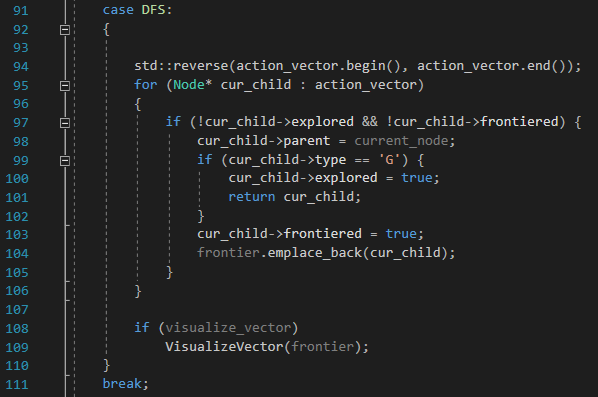 91 case DFS:
92 {
93
94 std::reverse(action_vector.begin(), action_vector.end());
95 for (Node* cur_child : action_vector)
96 {
97 if (!cur_child->explored && !cur_child->frontiered) {
98 cur_child->parent = current_node;
99 if (cur_child->type == 'G') {
100 cur_child->explored = true;
101 return cur_child;
102 }
103 cur_child->frontiered = true;
104 frontier.emplace_back(cur_child);
105 }
106 }
107
108 if (visualize_vector)
109 VisualizeVector(frontier);
110 }
111 break;